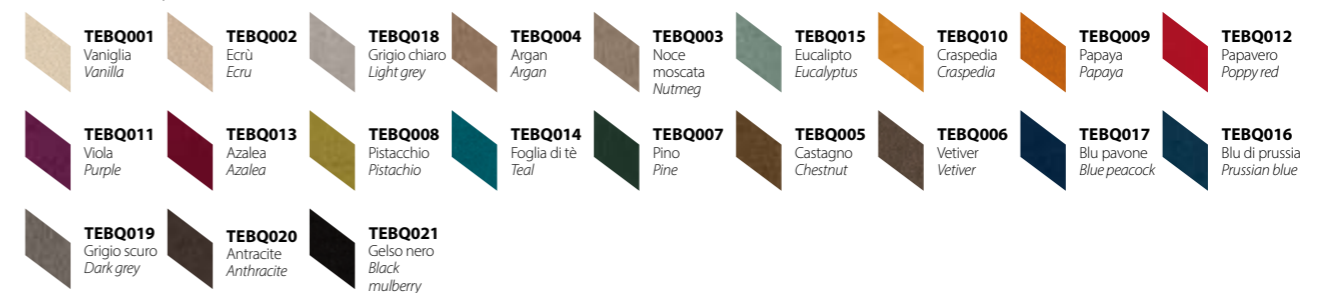 TEBQ001
Vaniglia
Vanilla
TEBQ002
Ecrù
Ecru
TEBQ018
Grigio chiaro
Light grey
TEBQ004
Argan
Argan
TEBQ003
Noce
moscata
Nutmeg
TEBQ015
Eucalipto
Eucalyptus
TEBQ010
Craspedia
Craspedia
TEBQ009
Papaya
Papaya
TEBQ012
Papavero
Poppy red
TEBQ011
Viola
Purple
TEBQ013
Azalea
Azalea
TEBQ008
Pistacchio
Pistachio
TEBQ014
Foglia di tè
Teal
TEBQ007
Pino
Pine
TEBQ005
Castagno
Chestnut
TEBQ006
Vetiver
Vetiver
TEBQ017
Blu pavone
Blue peacock
TEBQ016
Blu di prussia
Prussian blue
TEBQ019
Grigio scuro
Dark grey
TEBQ020
Antracite
Anthracite
TEBQ021
Gelso nero
Black
mulberry